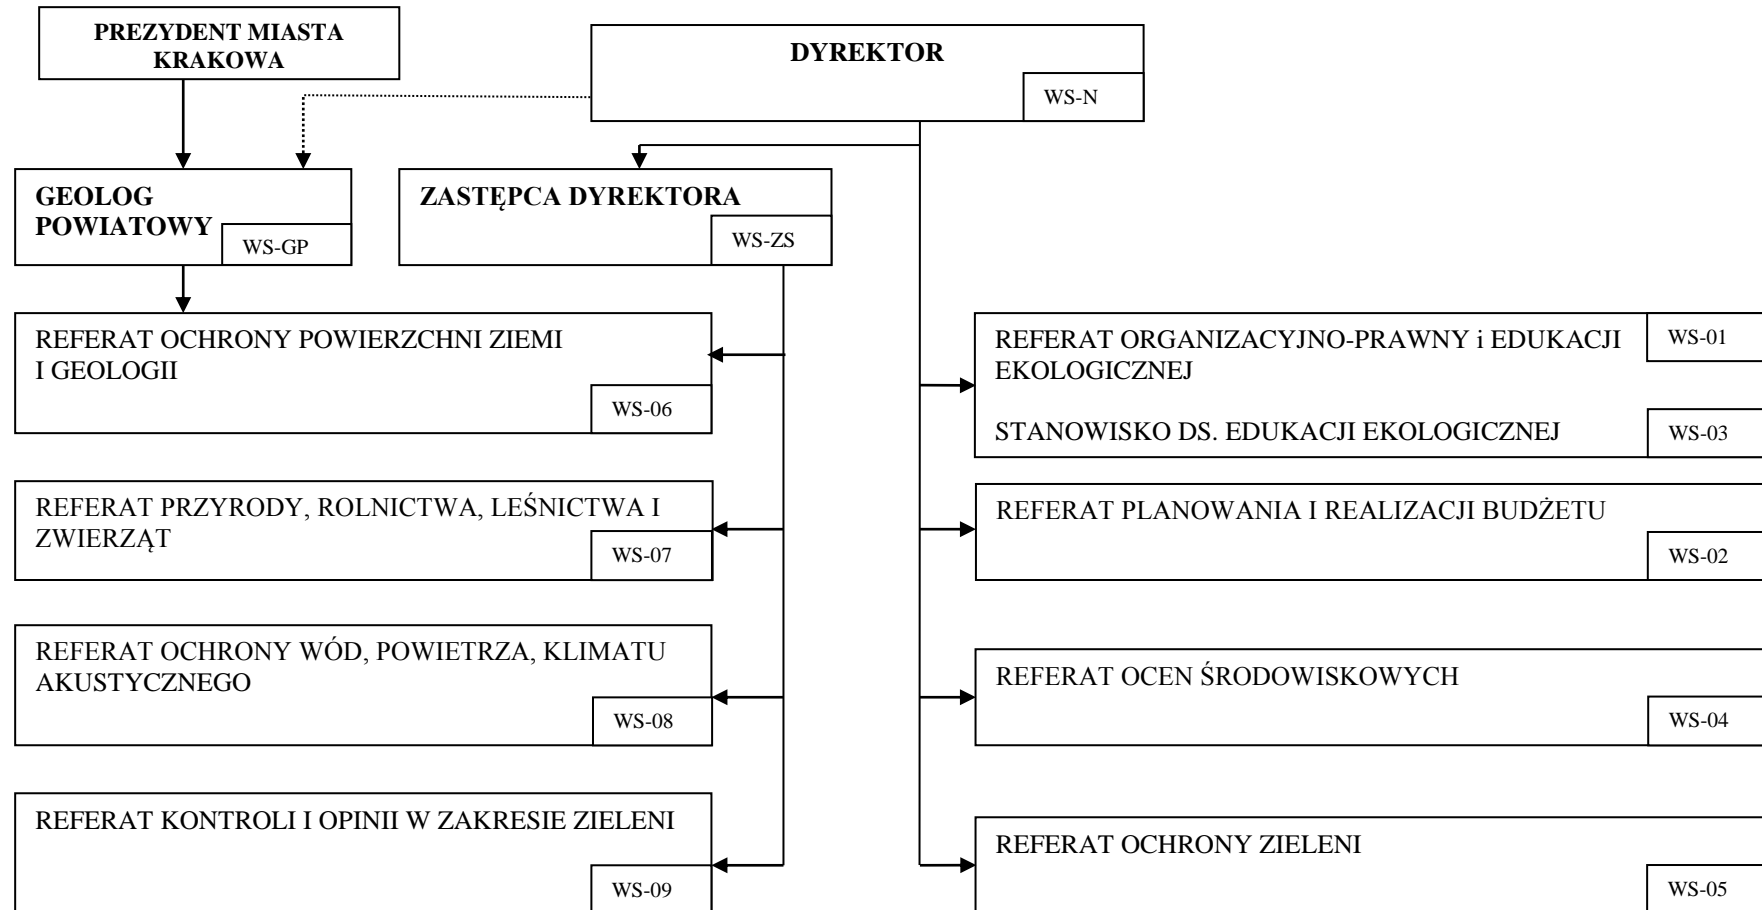 PREZYDENT MIASTA
KRAKOWA
DYREKTOR
WS-N
GEOLOG
POWIATOWY
WS-GP
ZASTĘPCA DYREKTORA
WS-ZS
REFERAT OCHRONY POWIERZCHNI ZIEMI
I GEOLOGII
WS-06
REFERAT ORGANIZACYJNO-PRAWNY i EDUKACJI
EKOLOGICZNEJ
WS-01
STANOWISKO DS. EDUKACJI EKOLOGICZNEJ
WS-03
REFERAT PRZYRODY, ROLNICTWA, LEŚNICTWA I
ZWIERZĄT
WS-07
REFERAT PLANOWANIA I REALIZACJI BUDŻETU
WS-02
REFERAT OCHRONY WÓD, POWIETRZA, KLIMATU
AKUSTYCZNEGO
WS-08
REFERAT OCEN ŚRODOWISKOWYCH
WS-04
REFERAT KONTROLI I OPINII W ZAKRESIE ZIELENI
WS-09
REFERAT OCHRONY ZIELENI
WS-05